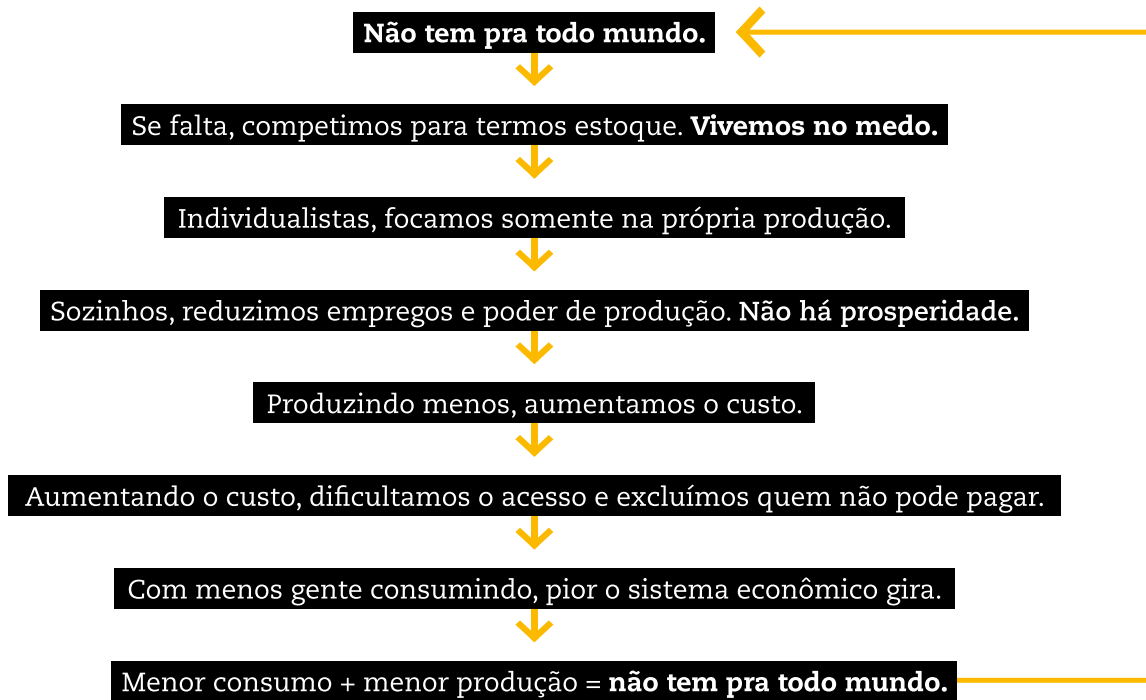 Não tem pra todo mundo.
Se falta, competimos para termos estoque. Vivemos no medo.
Individualistas, focamos somente na própria produção.
Sozinhos, reduzimos empregos e poder de produção. Não há prosperidade.
Produzindo menos, aumentamos o custo.
Aumentando o custo, dificultamos o acesso e excluímos quem não pode pagar.
Com menos gente consumindo, pior o sistema econômico gira.
Menor consumo + menor produção = não tem pra todo mundo.